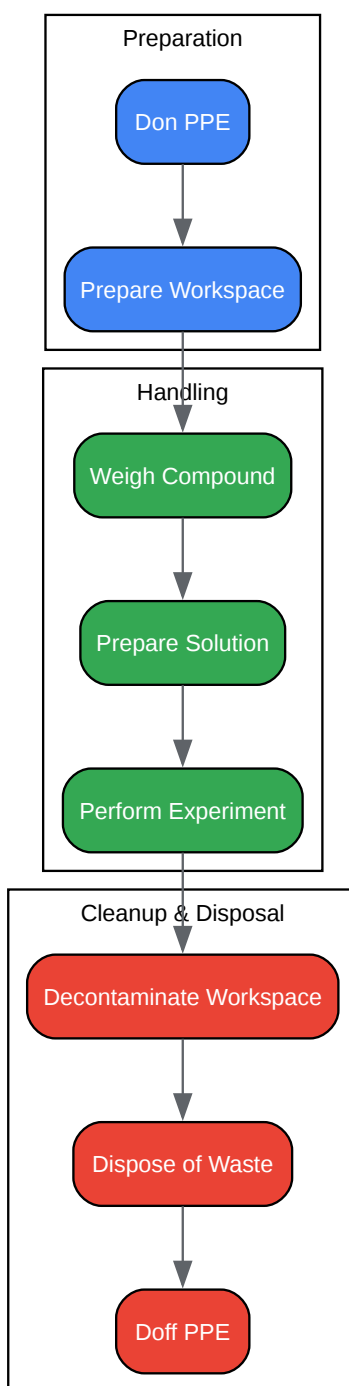 Preparation
Don PPE
Prepare Workspace
Handling
Weigh Compound
Prepare Solution
Perform Experiment
Cleanup & Disposal
Decontaminate Workspace
Dispose of Waste
Doff PPE